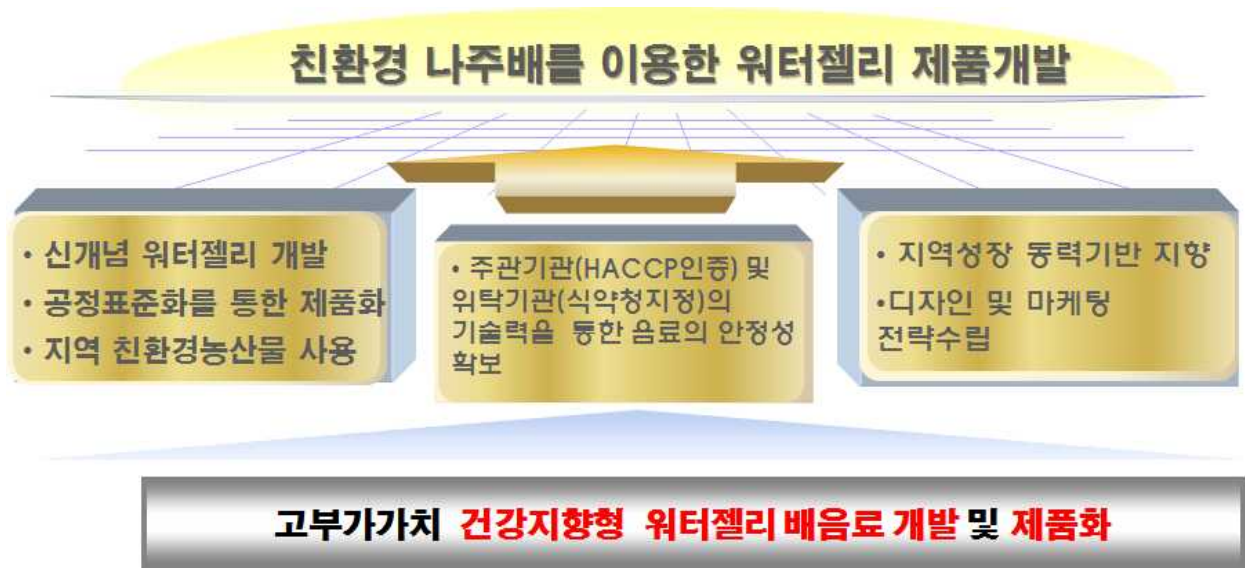 친환경 나주배를 이용한 워터젤리 제품개발
• 신개념 워터젤리 개발
• 공정표준화를 통한 제품화
• 지역 친환경농산물 사용
• 주관기관(HACCP인증) 및
위탁기관(식약청지정)의
기술력을 통한 음료의 안정성
확보
• 지역성장 동력기반 지향
•디자인 및 마케팅
전략수립
고부가가치 건강지향형 워터젤리 배음료 개발 및 제품화